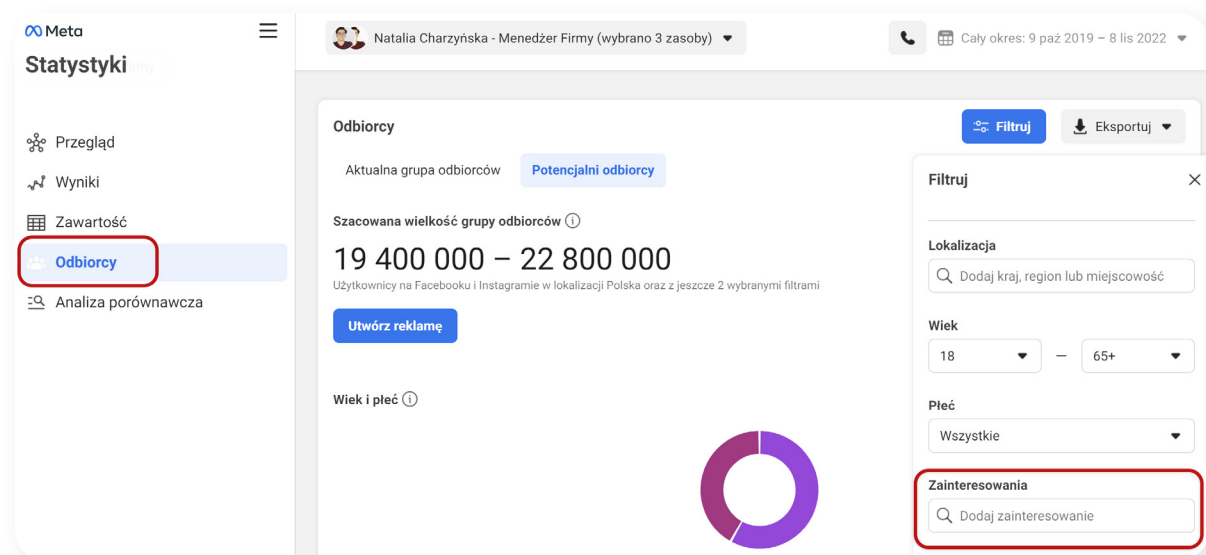 Meta
Statystyki
Przegląd
Wyniki
Zawartość
Odbiorcy
Analiza porównawcza
Natalia Charzyńska - Menedżer Firmy (wybrano 3 zasoby)
Cały okres: 9 paź 2019 – 8 lis 2022
Odbiorcy
Filtruj
Eksportuj
Aktualna grupa odbiorców
Potencjalni odbiorcy
Szacowana wielkość grupy odbiorców
19 400 000 – 22 800 000
Użytkownicy na Facebooku i Instagramie w lokalizacji Polska oraz z jeszcze 2 wybranymi filtrami
Utwórz reklamę
Wiek i płeć
Filtruj
Lokalizacja
Dodaj kraj, region lub miejscowość
Wiek
18 – 65+
Płeć
Wszystkie
Zainteresowania
Dodaj zainteresowanie